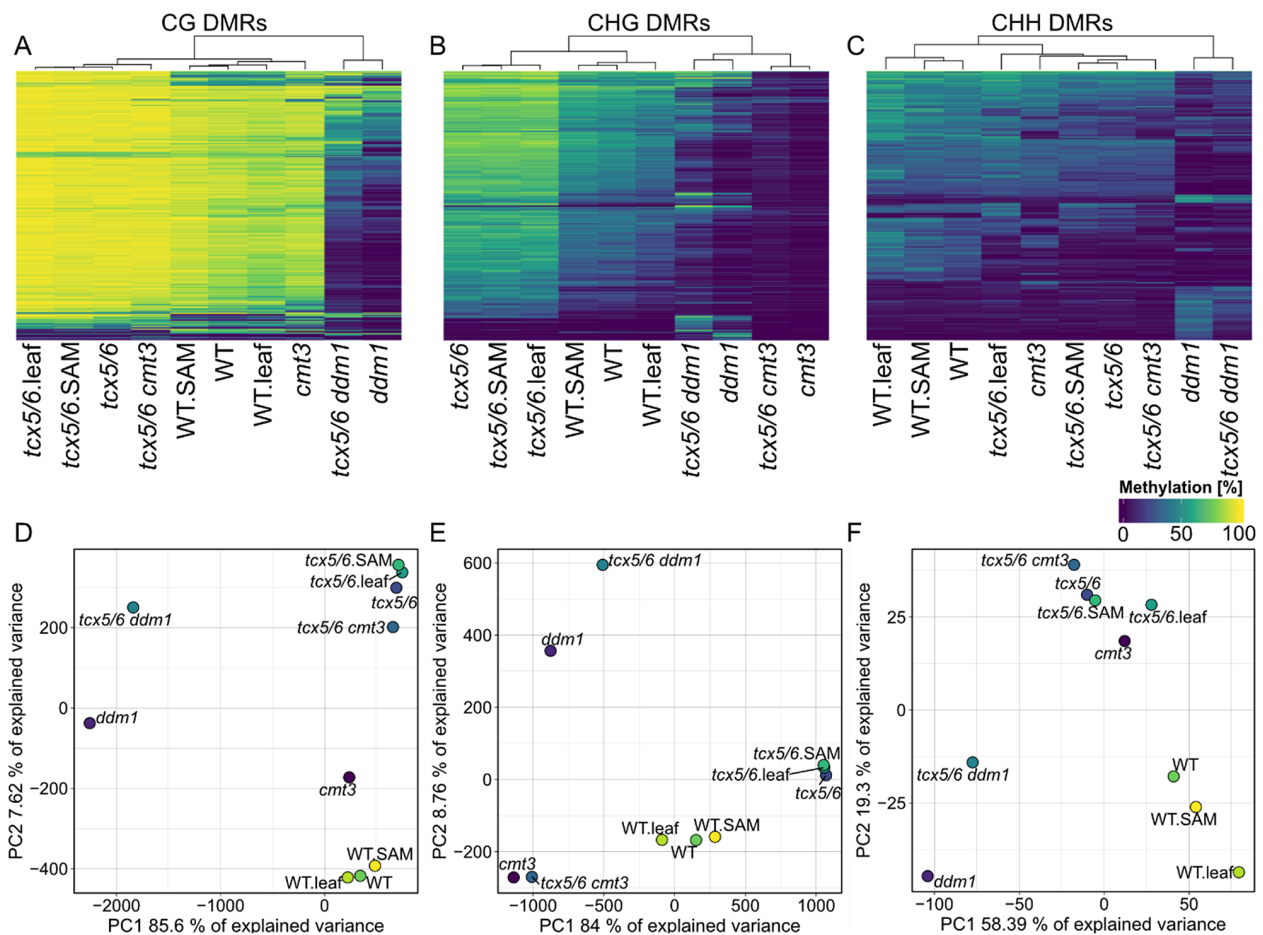 CG DMRs
CHG DMRs
CHH DMRs
A
B
C
tcx5/6.leaf
tcx5/6.SAM
tcx5/6
tcx5/6 cmt3
WT.SAM
WT
WT.leaf
cmt3
tcx5/6 ddm1
ddm1
tcx5/6
tcx5/6.SAM
tcx5/6.leaf
WT.SAM
WT
WT.leaf
tcx5/6 ddm1
ddm1
tcx5/6 cmt3
cmt3
WT.leaf
WT.SAM
WT
tcx5/6.leaf
cmt3
tcx5/6.SAM
tcx5/6
tcx5/6 cmt3
ddm1
tcx5/6 ddm1
Methylation [%]
0 50 100
D
tcx5/6.SAM
tcx5/6.leaf
tcx5/6
tcx5/6 cmt3
tcx5/6 ddm1
ddm1
cmt3
WT.SAM
WT.leaf
WT
200
0
−200
−400
PC2 7.62 % of explained variance
−2000 −1000 0
PC1 85.6 % of explained variance
E
tcx5/6 ddm1
ddm1
tcx5/6.SAM
tcx5/6.leaf
tcx5/6
WT.leaf
WT.SAM
WT
cmt3
tcx5/6 cmt3
600
400
200
0
−200
PC2 8.76 % of explained variance
−1000 −500 0 500 1000
PC1 84 % of explained variance
F
tcx5/6 cmt3
tcx5/6
tcx5/6.SAM
tcx5/6.leaf
cmt3
WT
tcx5/6 ddm1
WT.SAM
WT.leaf
ddm1
25
0
−25
PC2 19.3 % of explained variance
−100 −50 0 50
PC1 58.39 % of explained variance